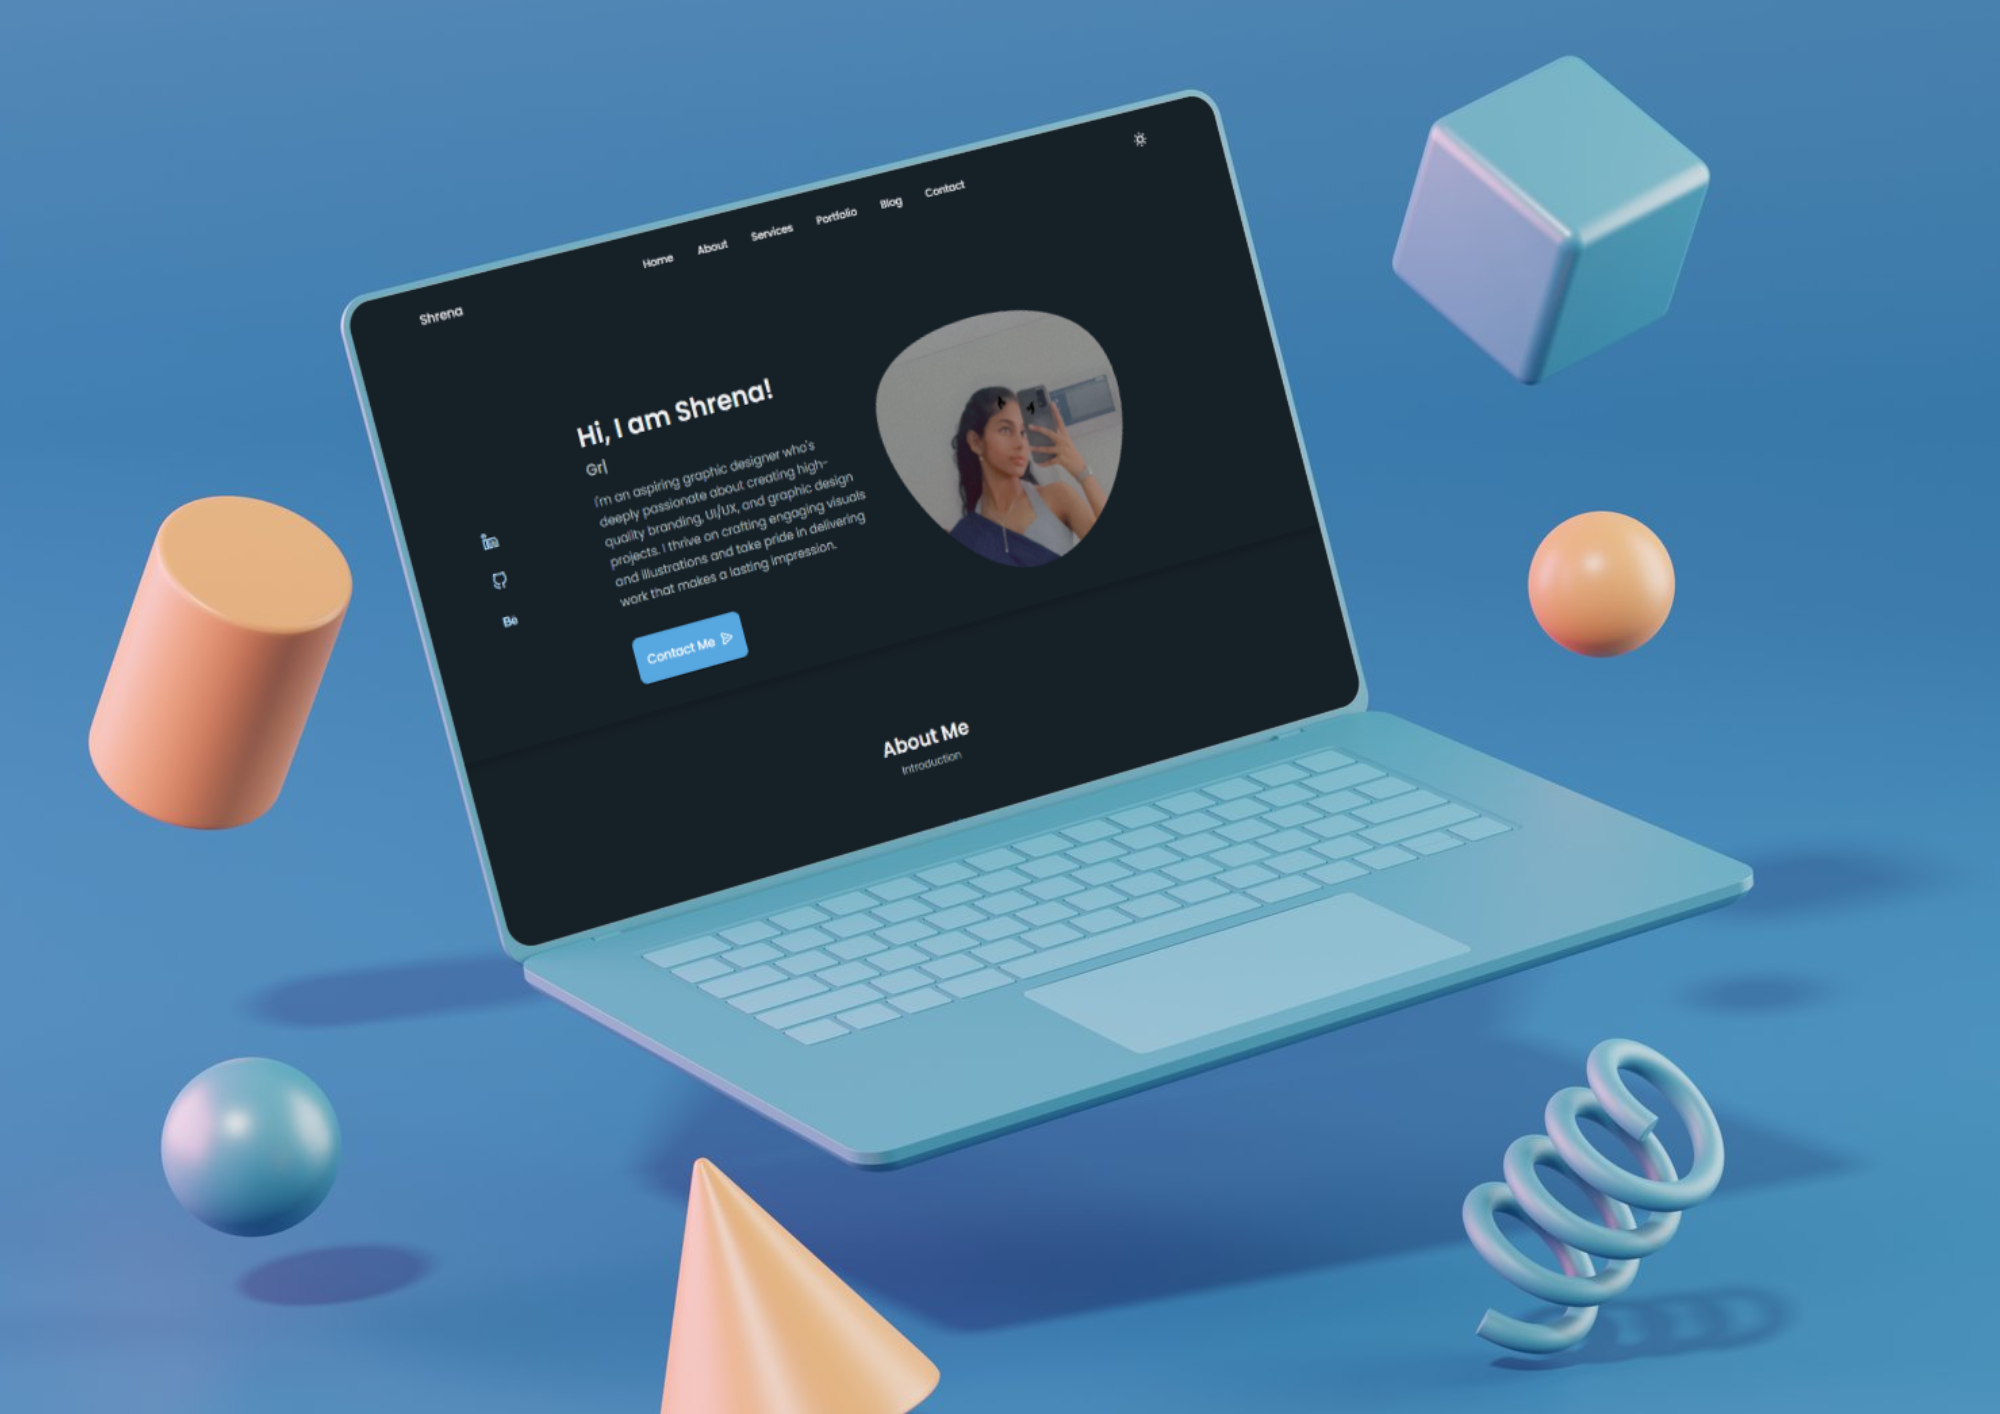 Shrena
Home About Services Portfolio Blog Contact
Hi, I am Shrena!
Gr|
I'm an aspiring graphic designer who's
deeply passionate about creating high-
quality branding, UI/UX, and graphic design
projects. I thrive on crafting engaging visuals
and illustrations and take pride in delivering
work that makes a lasting impression.
Bē
Contact Me
About Me
Introduction